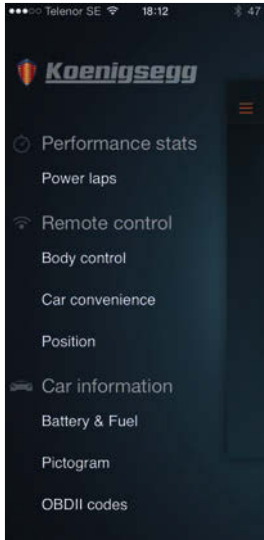 Telenor SE 18:12 47
Koenigsegg
Performance stats
Power laps
Remote control
Body control
Car convenience
Position
Car information
Battery & Fuel
Pictogram
OBDII codes